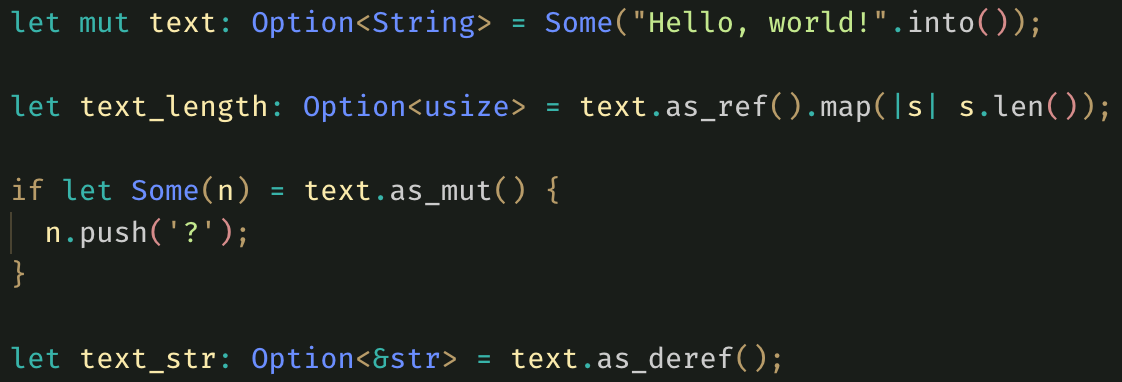 let mut text: Option<String> = Some("Hello, world!".into());
let text_length: Option<usize> = text.as_ref().map(|s| s.len());
if let Some(n) = text.as_mut() {
n.push('?');
}
let text_str: Option<&str> = text.as_deref();